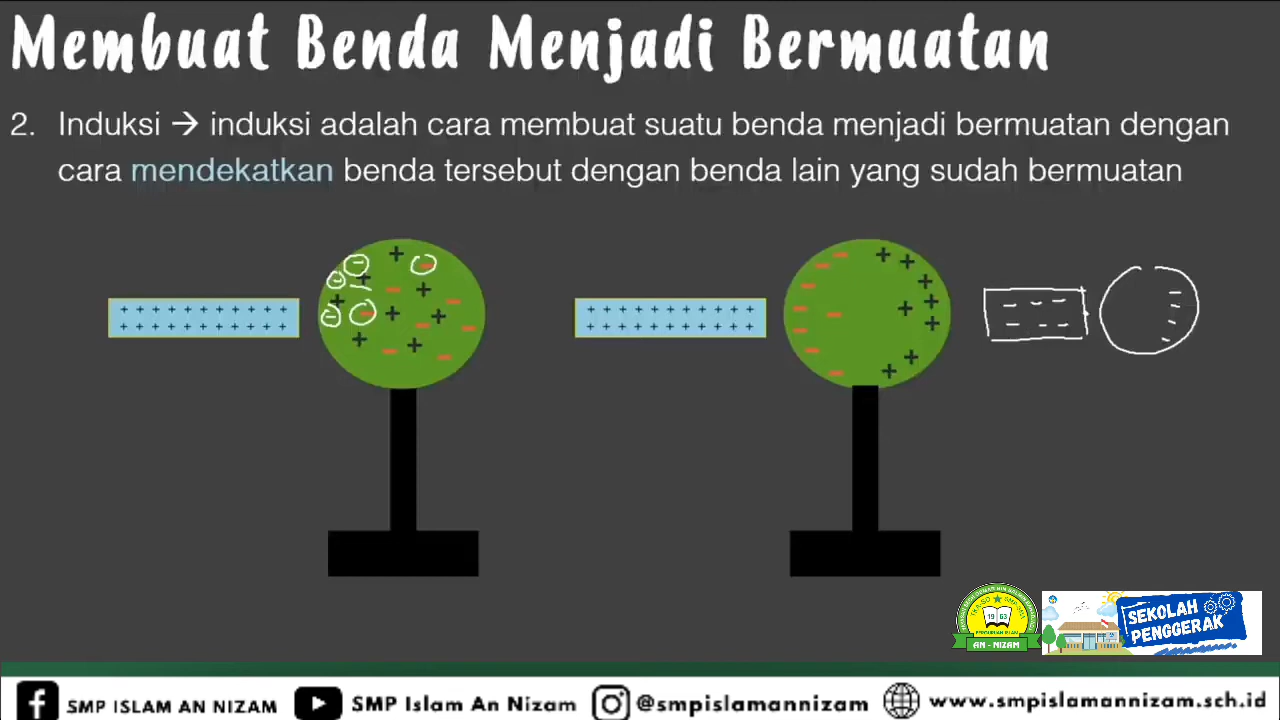 Membuat Benda Menjadi Bermuatan
2. Induksi → induksi adalah cara membuat suatu benda menjadi bermuatan dengan
cara mendekatkan benda tersebut dengan benda lain yang sudah bermuatan
19 63
AN - NIZAM
SEKOLAH
PENGGERAK
SMP ISLAM AN NIZAM
SMP Islam An Nizam
@smpislamannizam
www.smpislamannizam.sch.id